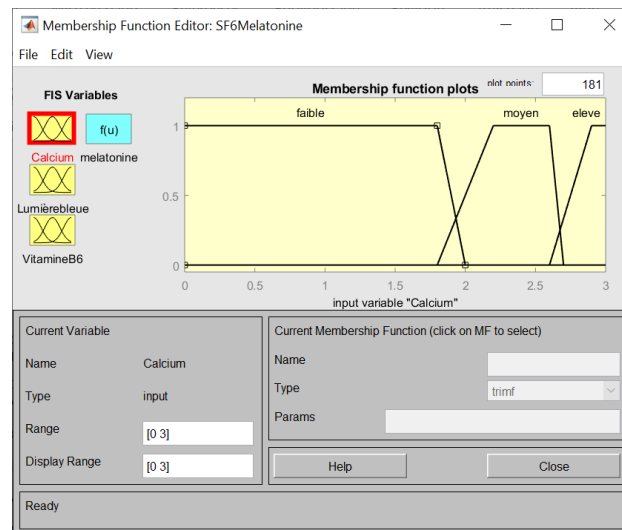 Membership Function Editor: SF6Melatonine
File Edit View
FIS Variables
f(u)
Calcium melatonine
Lumièrebleue
VitamineB6
Membership function plots plot points: 181
faible moyen eleve
1
0.5
0
0 0.5 1 1.5 2 2.5 3
input variable "Calcium"
Current Variable
Name Calcium
Type input
Range [0 3]
Display Range [0 3]
Current Membership Function (click on MF to select)
Name
Type trimf
Params
Help Close
Ready